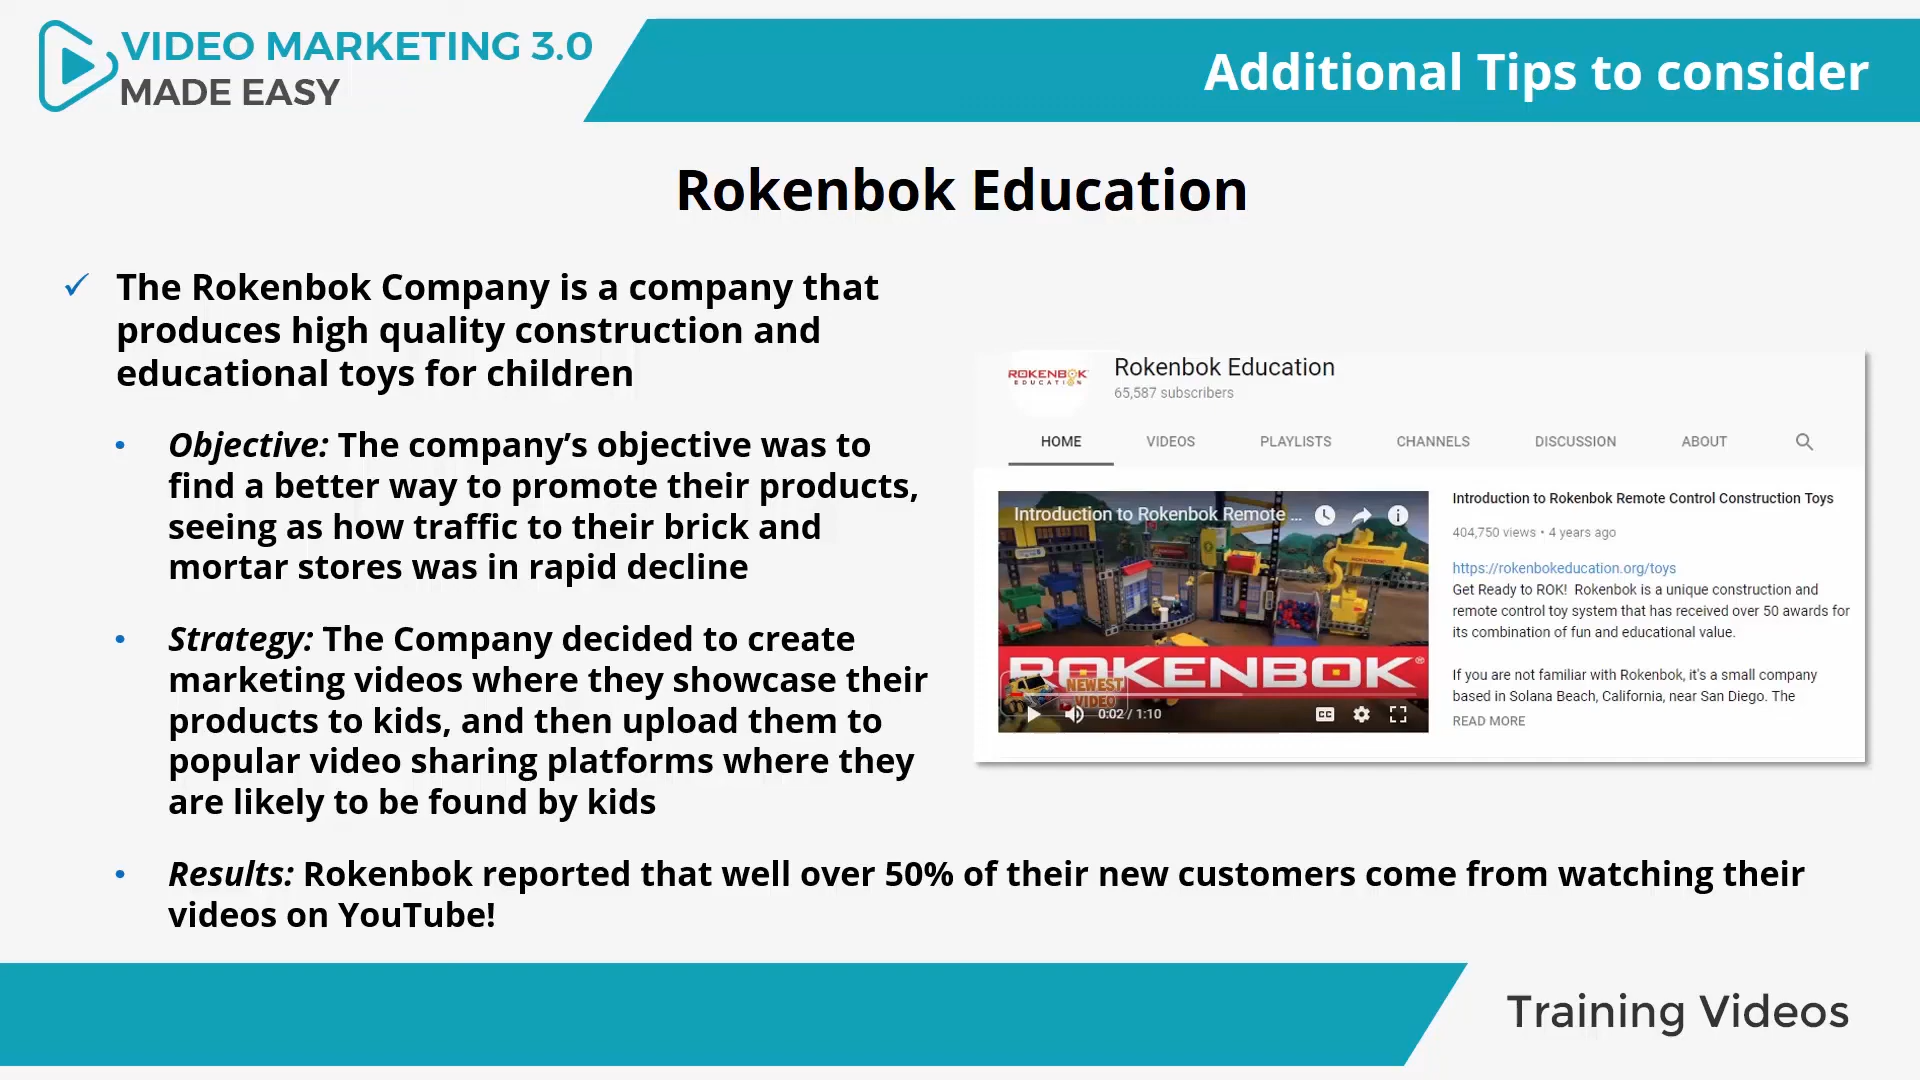 VIDEO MARKETING 3.0
MADE EASY
Additional Tips to consider
Rokenbok Education
The Rokenbok Company is a company that
produces high quality construction and
educational toys for children
Objective: The company’s objective was to
find a better way to promote their products,
seeing as how traffic to their brick and
mortar stores was in rapid decline
Strategy: The Company decided to create
marketing videos where they showcase their
products to kids, and then upload them to
popular video sharing platforms where they
are likely to be found by kids
Results: Rokenbok reported that well over 50% of their new customers come from watching their
videos on YouTube!
ROKENBOK
EDUCATION
Rokenbok Education
65,587 subscribers
HOME VIDEOS PLAYLISTS CHANNELS DISCUSSION ABOUT
Introduction to Rokenbok Remote ...
ROKENBOK®
NEWEST
VIDEO
0:02 / 1:10
CC
Introduction to Rokenbok Remote Control Construction Toys
404,750 views • 4 years ago
https://rokenbokeducation.org/toys
Get Ready to ROK! Rokenbok is a unique construction and
remote control toy system that has received over 50 awards for
its combination of fun and educational value.
If you are not familiar with Rokenbok, it's a small company
based in Solana Beach, California, near San Diego. The
READ MORE
Training Videos